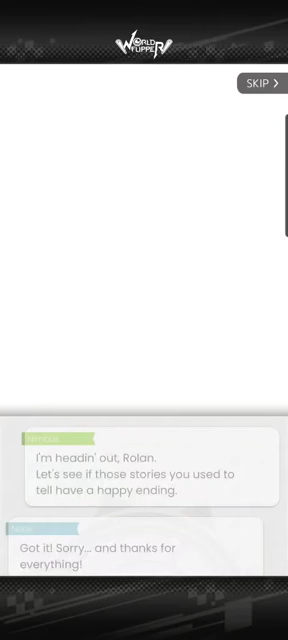 WORLD
FLIPPER
SKIP >
I'm headin' out, Rolan.
Let's see if those stories you used to
tell have a happy ending.
Got it! Sorry... and thanks for
everything!